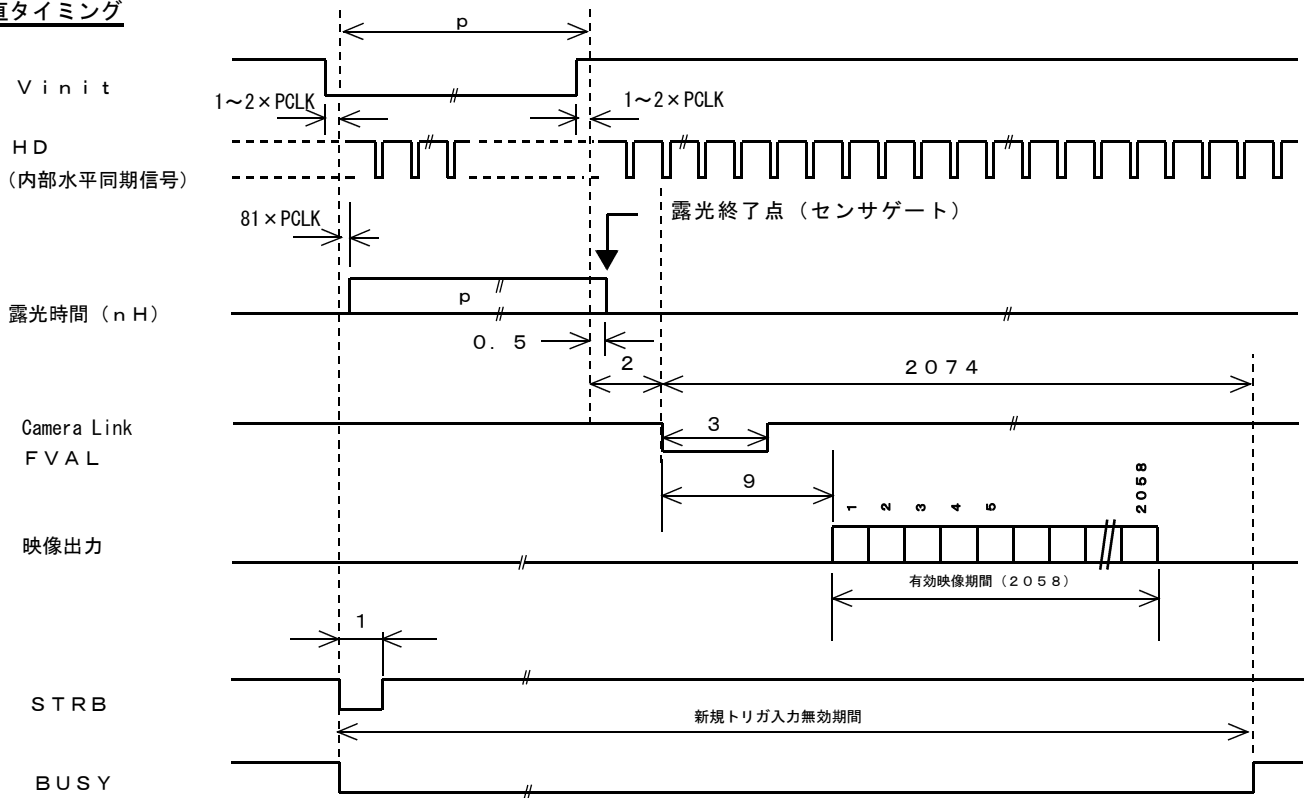 直タイミング
p
Ｖｉｎｉｔ
1～2×PCLK
1～2×PCLK
ＨＤ
（内部水平同期信号）
露光終了点（センサゲート）
81×PCLK
p
露光時間（ｎＨ）
０．５
２
２０７４
Camera Link
ＦＶＡＬ
３
９
1 2 3 4 5 2058
映像出力
有効映像期間（２０５８）
１
ＳＴＲＢ
新規トリガ入力無効期間
ＢＵＳＹ